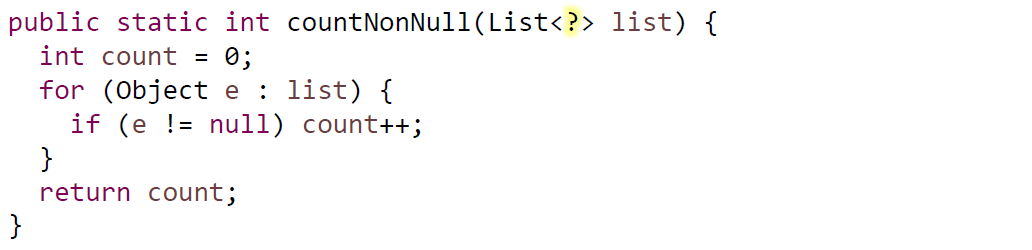 public static int countNonNull(List<?> list) {
  int count = 0;
  for (Object e : list) {
    if (e != null) count++;
  }
  return count;
}